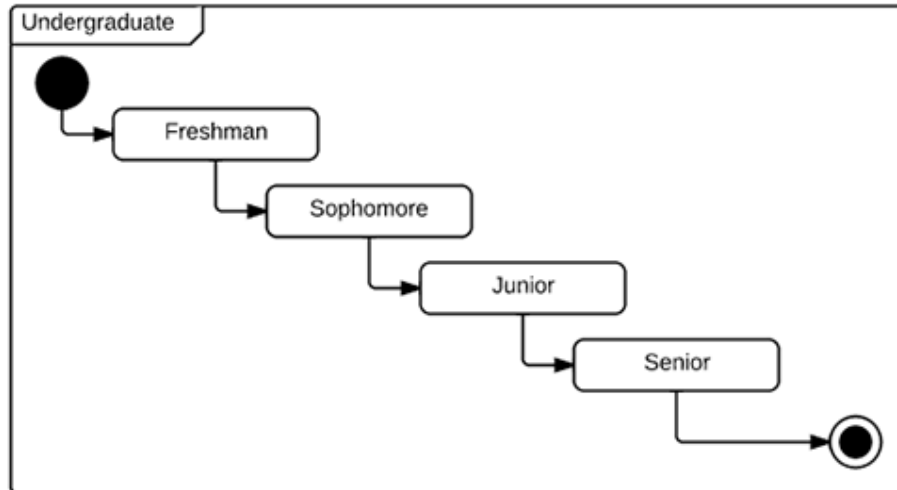 Undergraduate
Freshman
Sophomore
Junior
Senior